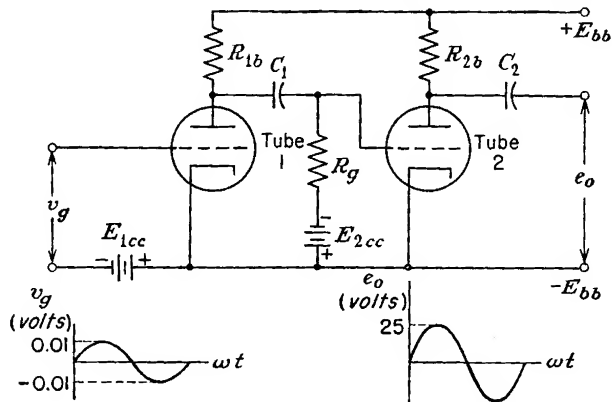 +E_bb
R_1b
C_1
R_2b
C_2
Tube
1
Tube
2
R_g
v_g
e_o
E_1cc
- +
-
E_2cc
+
-E_bb
v_g
(volts)
0.01
-0.01
ωt
e_o
(volts)
25
ωt